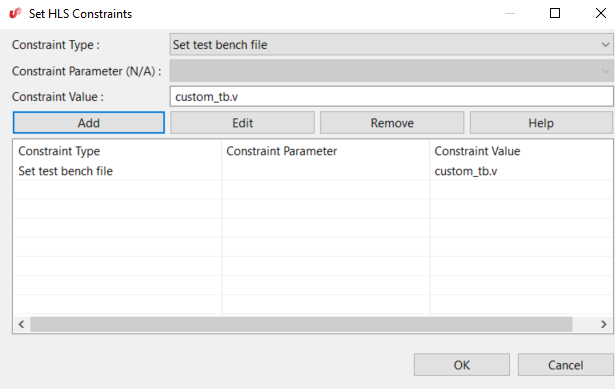 Set HLS Constraints
Constraint Type : Set test bench file
Constraint Parameter (N/A) :
Constraint Value : custom_tb.v
Add Edit Remove Help
Constraint Type Constraint Parameter Constraint Value
Set test bench file custom_tb.v
OK Cancel